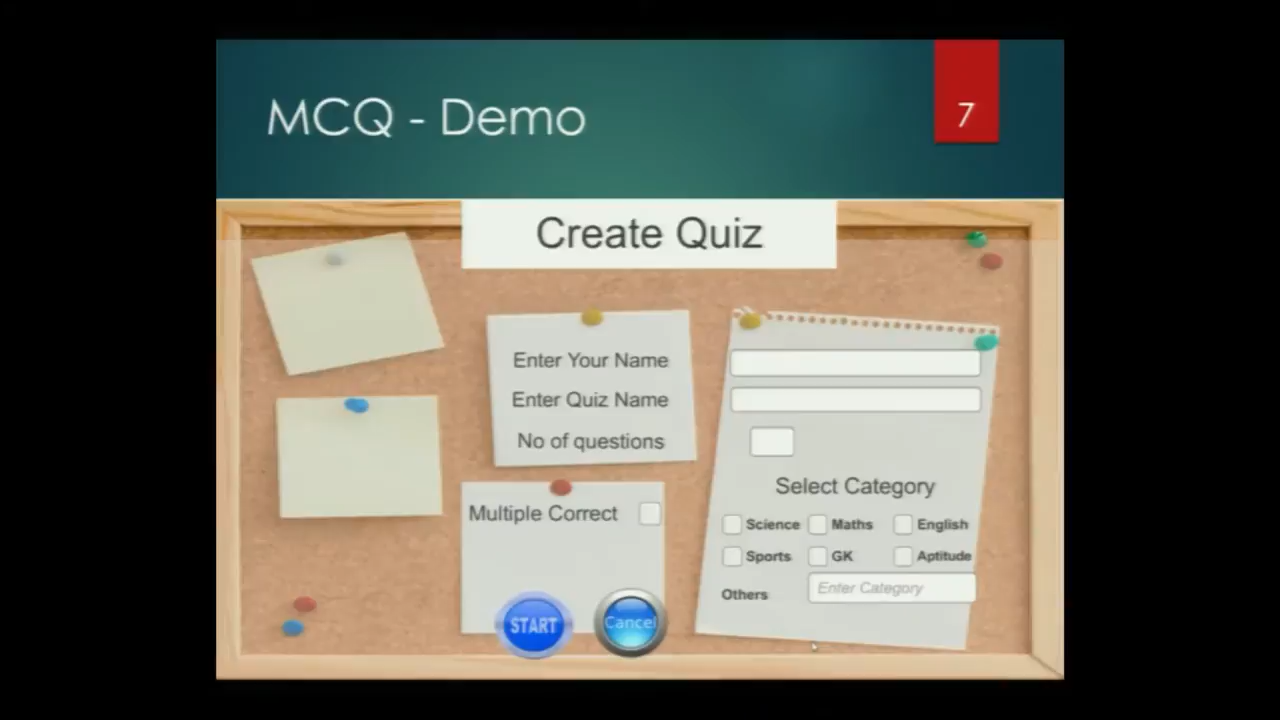 MCQ - Demo
7
Create Quiz
Enter Your Name
Enter Quiz Name
No of questions
Multiple Correct
Select Category
Science Maths English
Sports GK Aptitude
Others Enter Category
START Cancel